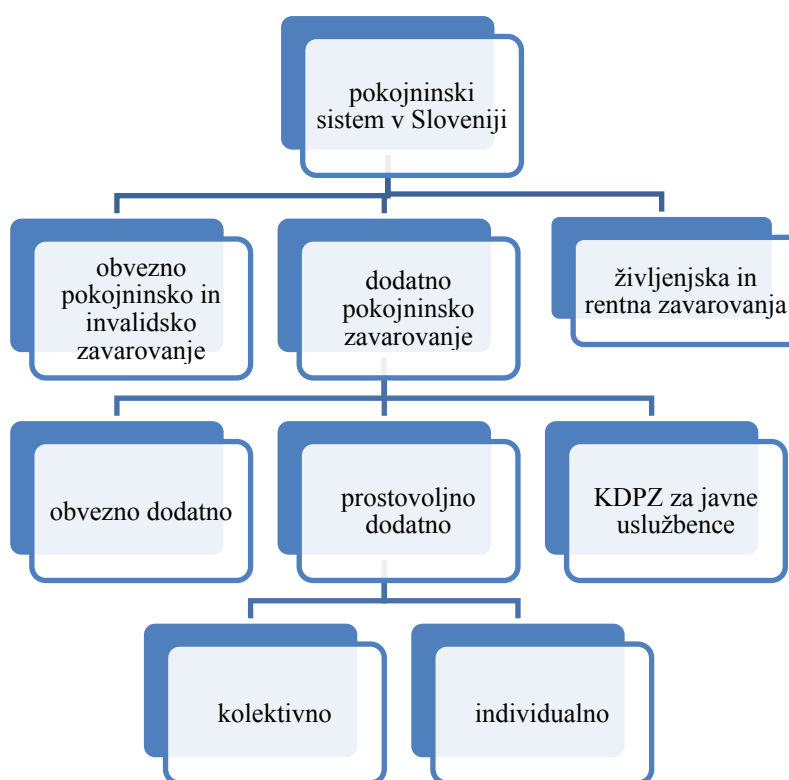 pokojninski
sistem v Sloveniji
obvezno
pokojninsko in
invalidsko
zavarovanje
dodatno
pokojninsko
zavarovanje
življenjska in
rentna zavarovanja
obvezno dodatno
prostovoljno
dodatno
KDPZ za javne
uslužbence
kolektivno
individualno